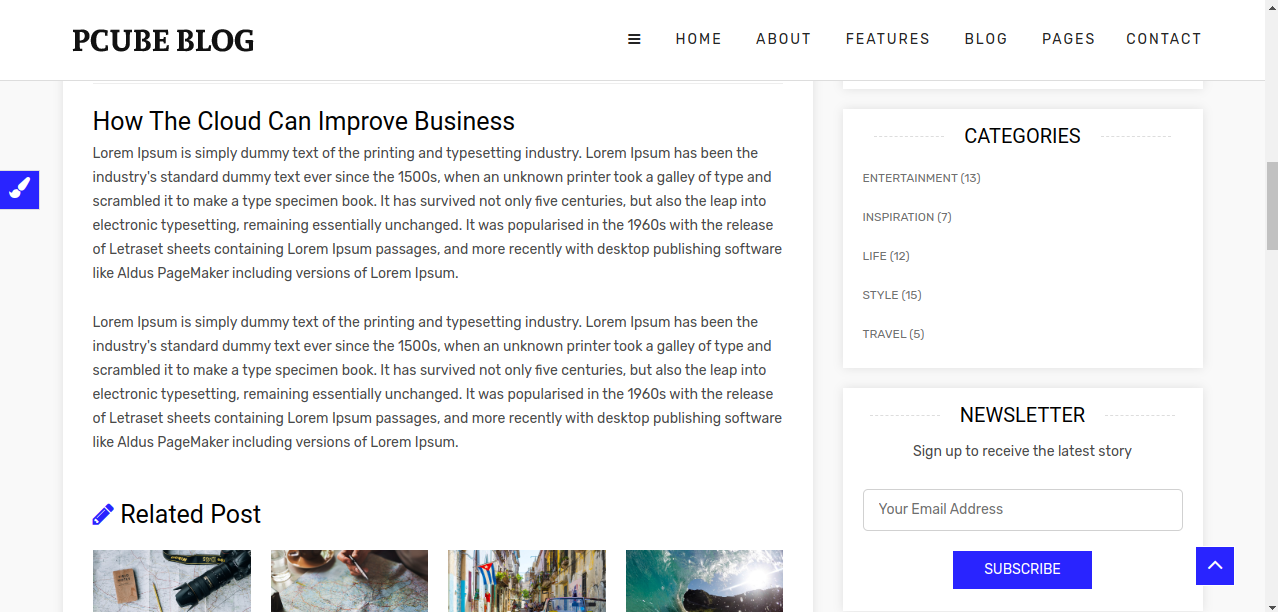 PCUBE BLOG
HOME ABOUT FEATURES BLOG PAGES CONTACT
How The Cloud Can Improve Business
Lorem Ipsum is simply dummy text of the printing and typesetting industry. Lorem Ipsum has been the
industry's standard dummy text ever since the 1500s, when an unknown printer took a galley of type and
scrambled it to make a type specimen book. It has survived not only five centuries, but also the leap into
electronic typesetting, remaining essentially unchanged. It was popularised in the 1960s with the release
of Letraset sheets containing Lorem Ipsum passages, and more recently with desktop publishing software
like Aldus PageMaker including versions of Lorem Ipsum.
Lorem Ipsum is simply dummy text of the printing and typesetting industry. Lorem Ipsum has been the
industry's standard dummy text ever since the 1500s, when an unknown printer took a galley of type and
scrambled it to make a type specimen book. It has survived not only five centuries, but also the leap into
electronic typesetting, remaining essentially unchanged. It was popularised in the 1960s with the release
of Letraset sheets containing Lorem Ipsum passages, and more recently with desktop publishing software
like Aldus PageMaker including versions of Lorem Ipsum.
Related Post
CATEGORIES
ENTERTAINMENT (13)
INSPIRATION (7)
LIFE (12)
STYLE (15)
TRAVEL (5)
NEWSLETTER
Sign up to receive the latest story
Your Email Address
SUBSCRIBE